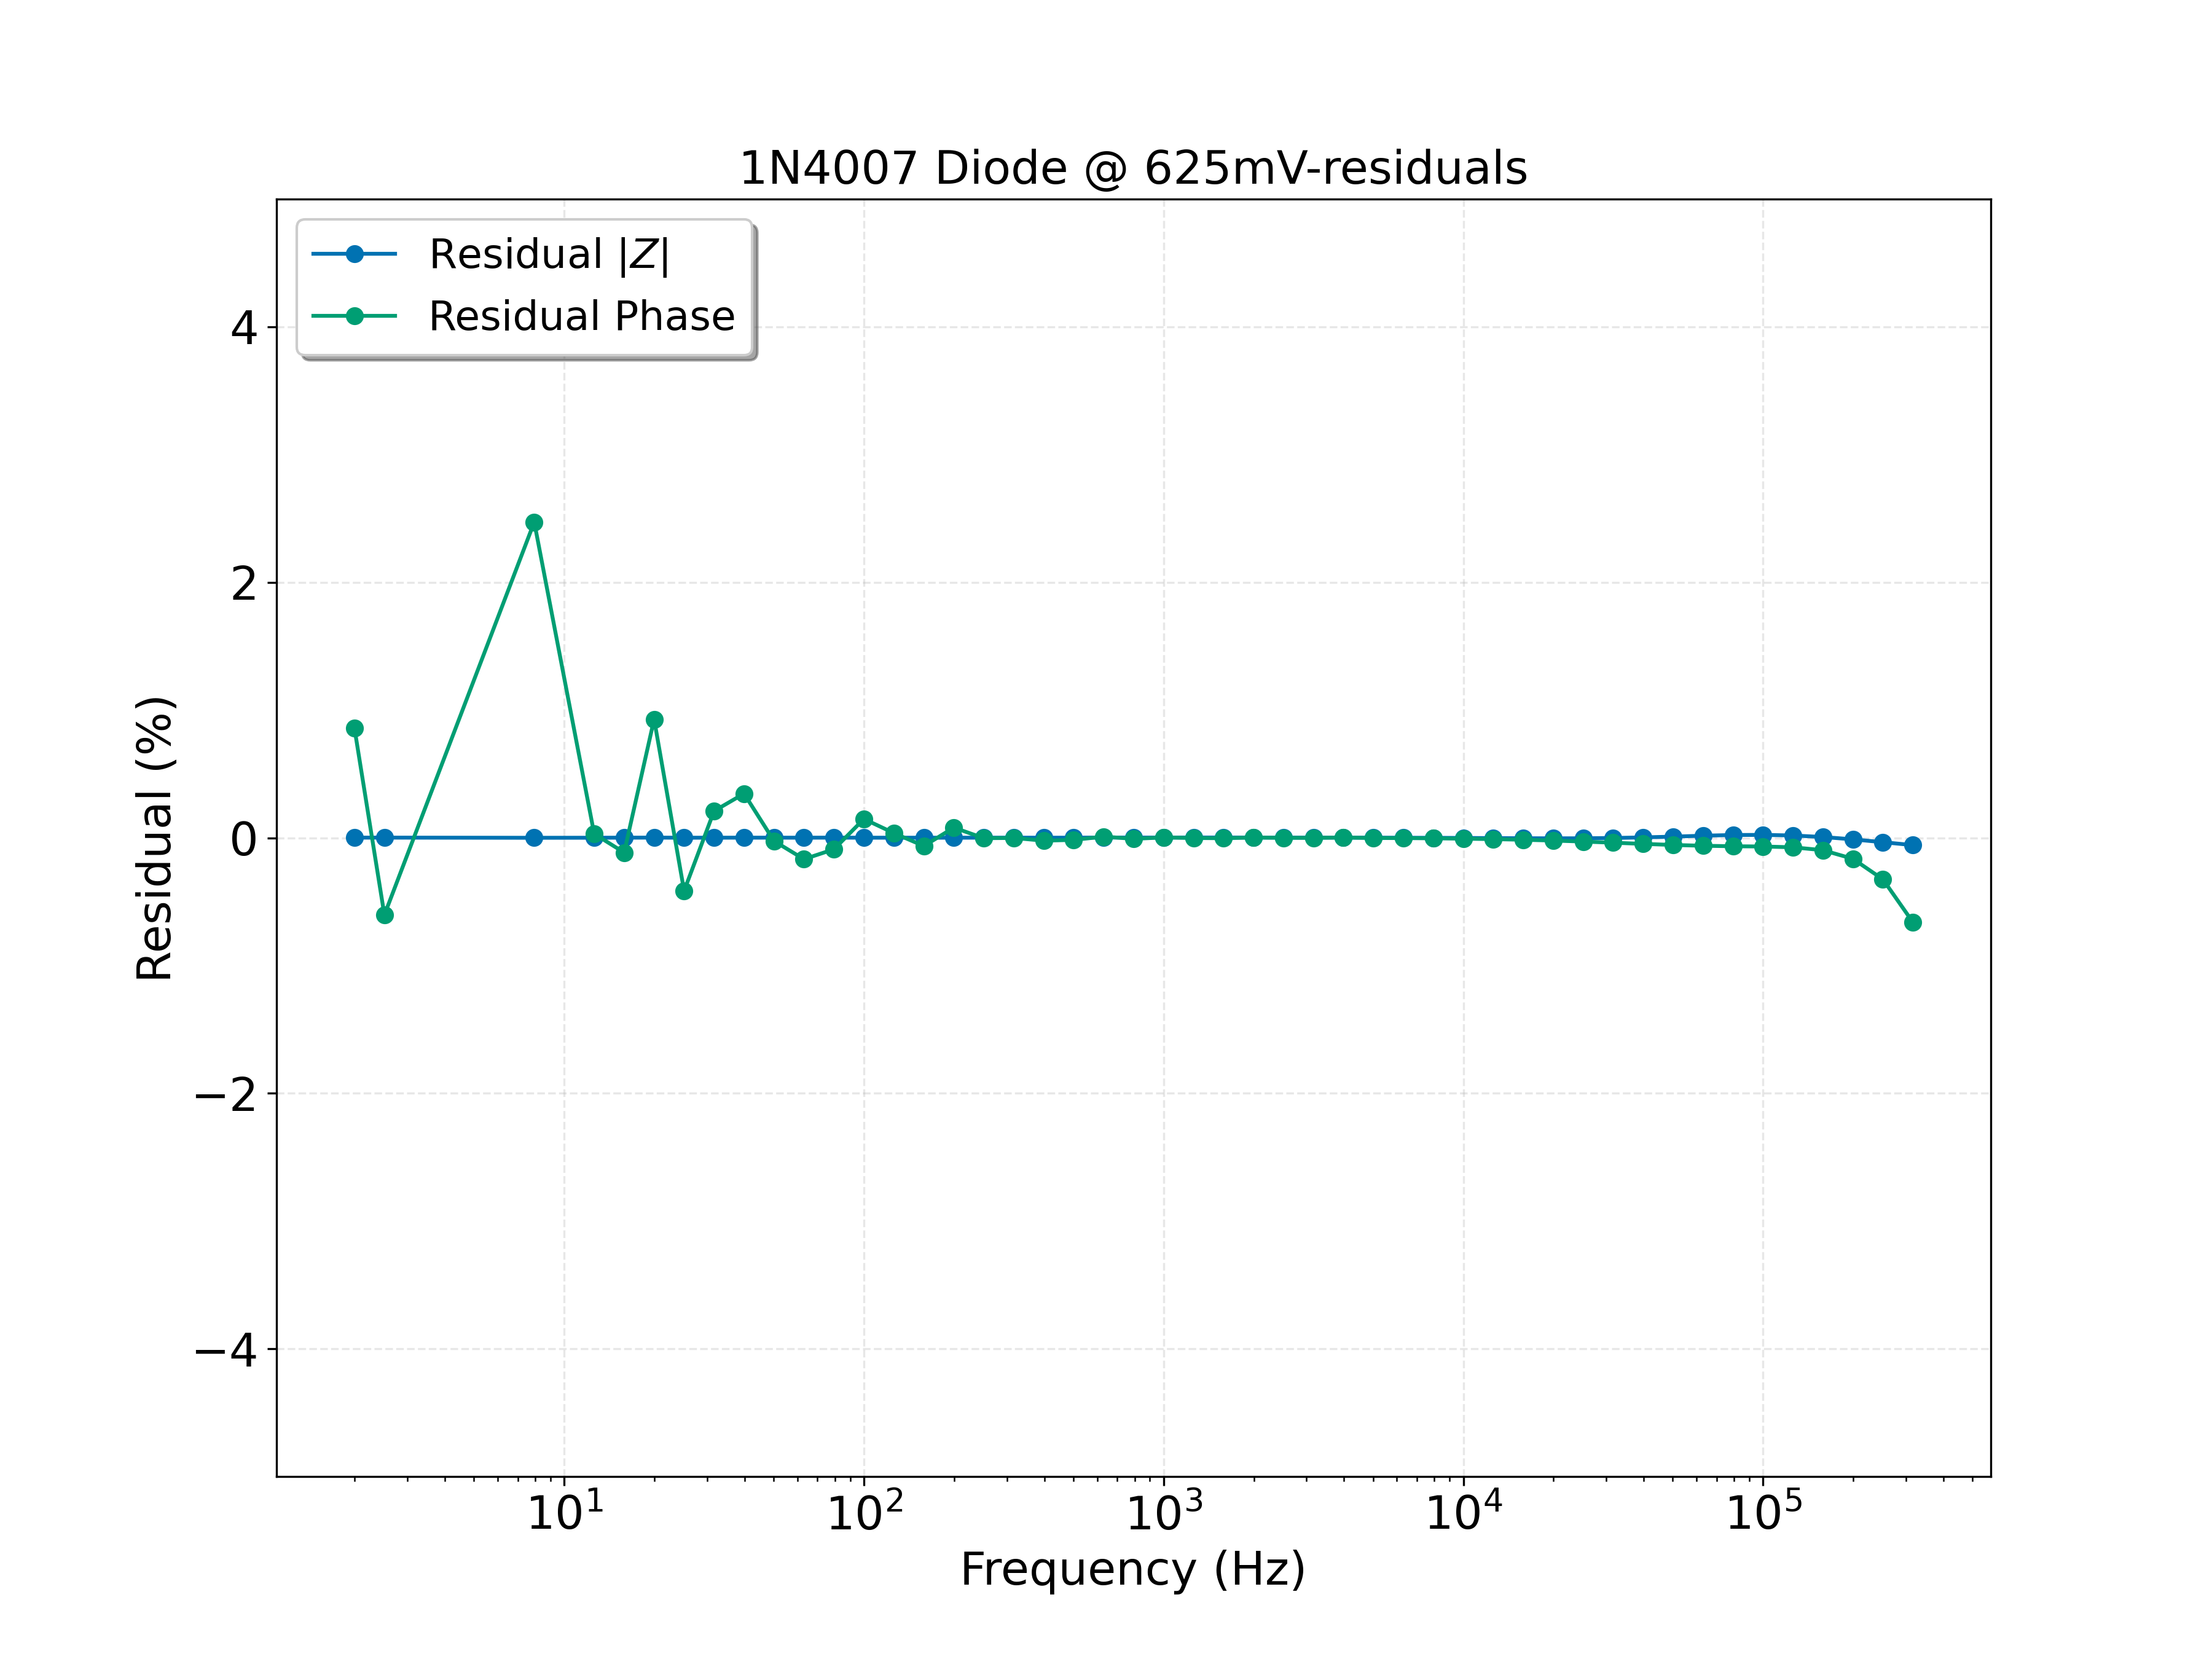 1N4007 Diode @ 625mV-residuals
Residual |Z|
Residual Phase
4
2
0
−2
−4
Residual (%)
10¹ 10² 10³ 10⁴ 10⁵
Frequency (Hz)